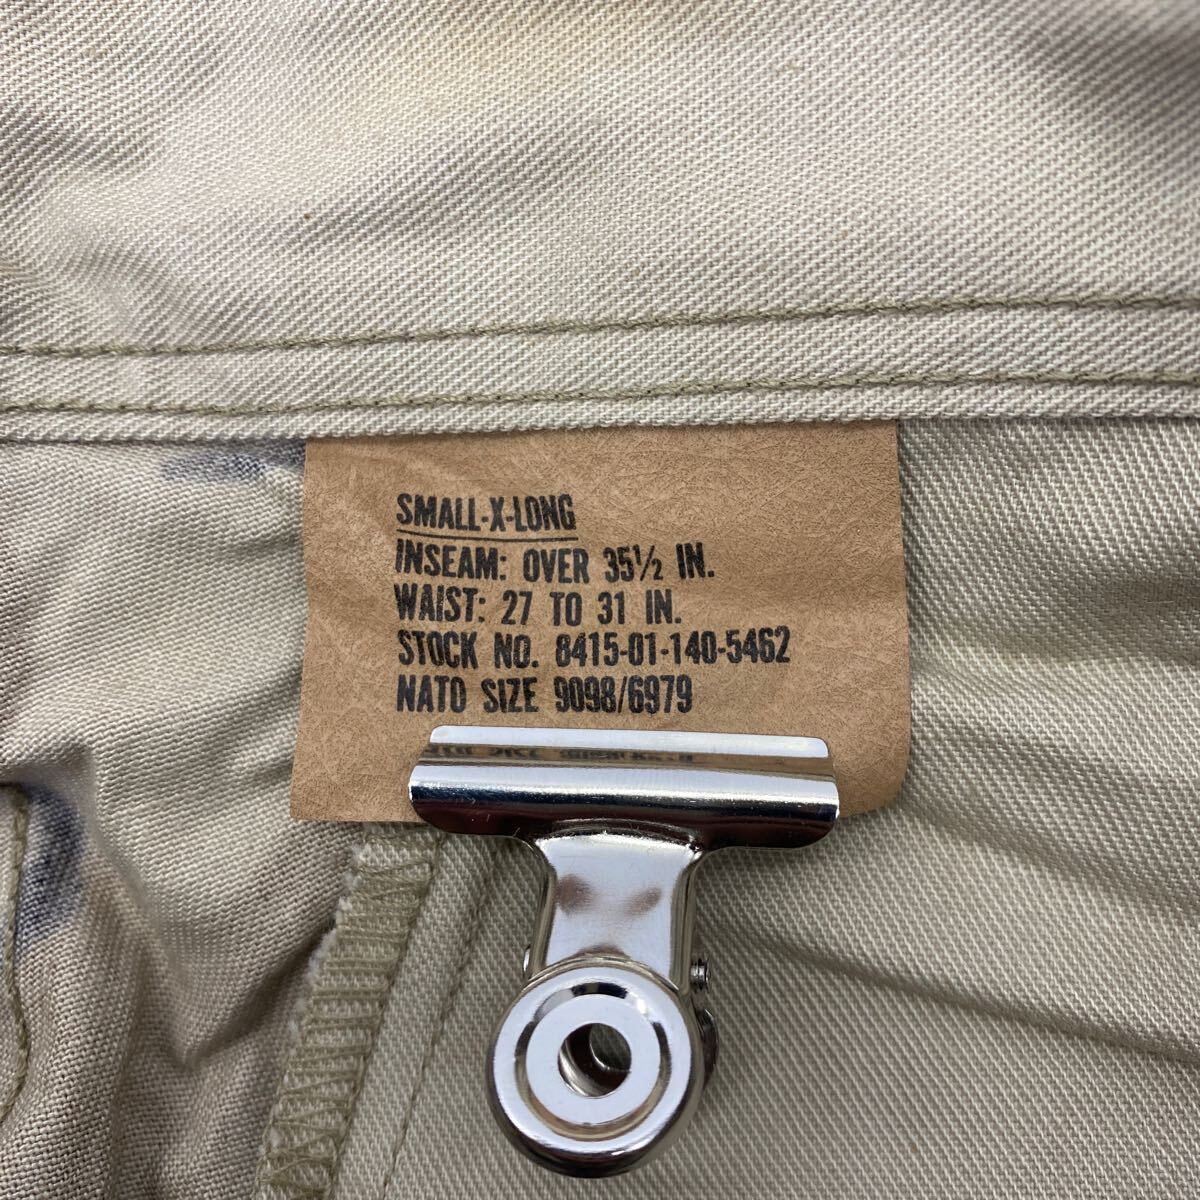 SMALL-X-LONG
INSEAM: OVER 35½ IN.
WAIST: 27 TO 31 IN.
STOCK NO. 8415-01-140-5462
NATO SIZE 9098/6979